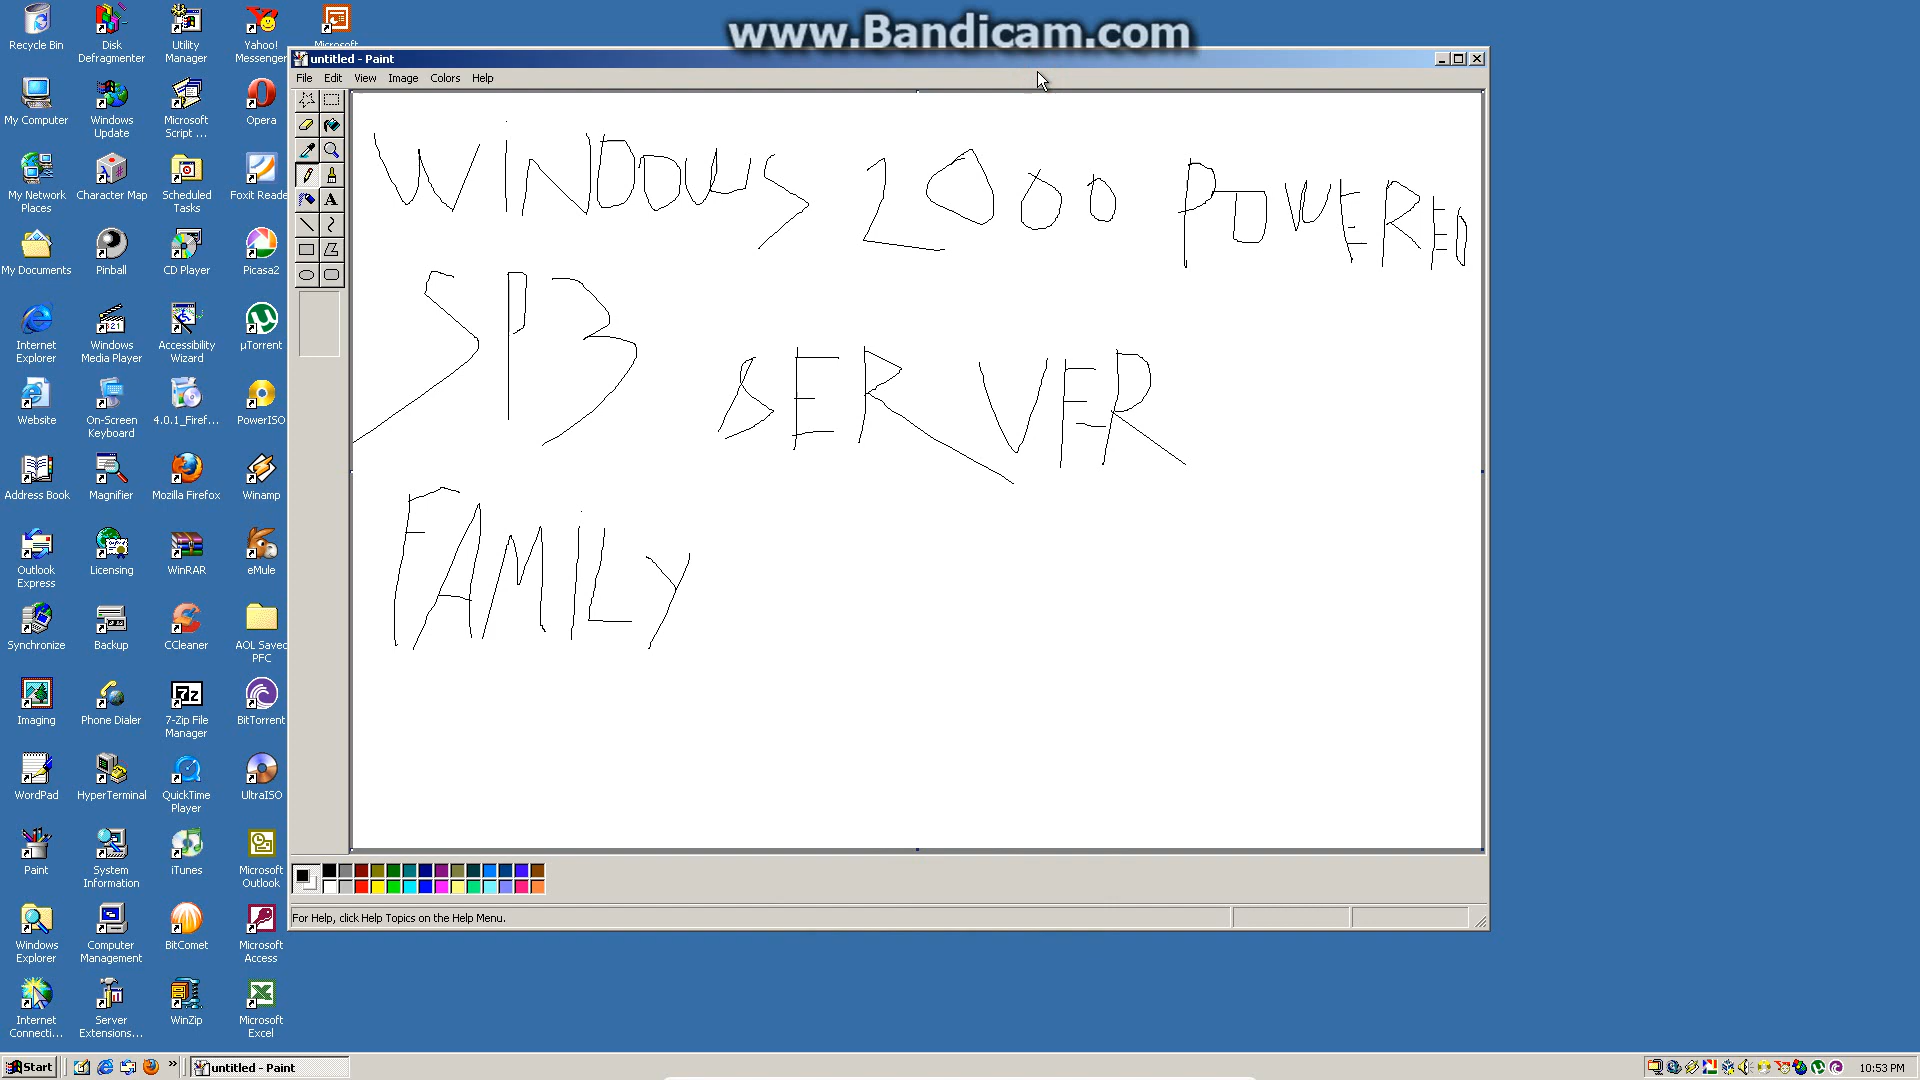 www.Bandicam.com
Recycle Bin
Disk Defragmenter
Utility Manager
Yahoo! Messenger
Microsoft
untitled - Paint
File Edit View Image Colors Help
WiNDOWS 2000 POWERED
SP3 SERVER
FAMiLY
My Computer
Windows Update
Microsoft Script ...
Opera
My Network Places
Character Map
Scheduled Tasks
Foxit Reade
My Documents
Pinball
CD Player
Picasa2
Internet Explorer
Windows Media Player
Accessibility Wizard
µTorrent
Website
On-Screen Keyboard
4.0.1_Firef...
PowerISO
Address Book
Magnifier
Mozilla Firefox
Winamp
Outlook Express
Licensing
WinRAR
eMule
Synchronize
Backup
CCleaner
AOL Saved PFC
Imaging
Phone Dialer
7-Zip File Manager
BitTorrent
WordPad
HyperTerminal
QuickTime Player
UltraISO
Paint
System Information
iTunes
Microsoft Outlook
Windows Explorer
Computer Management
BitComet
Microsoft Access
Internet Connecti...
Server Extensions...
WinZip
Microsoft Excel
For Help, click Help Topics on the Help Menu.
Start
untitled - Paint
10:53 PM